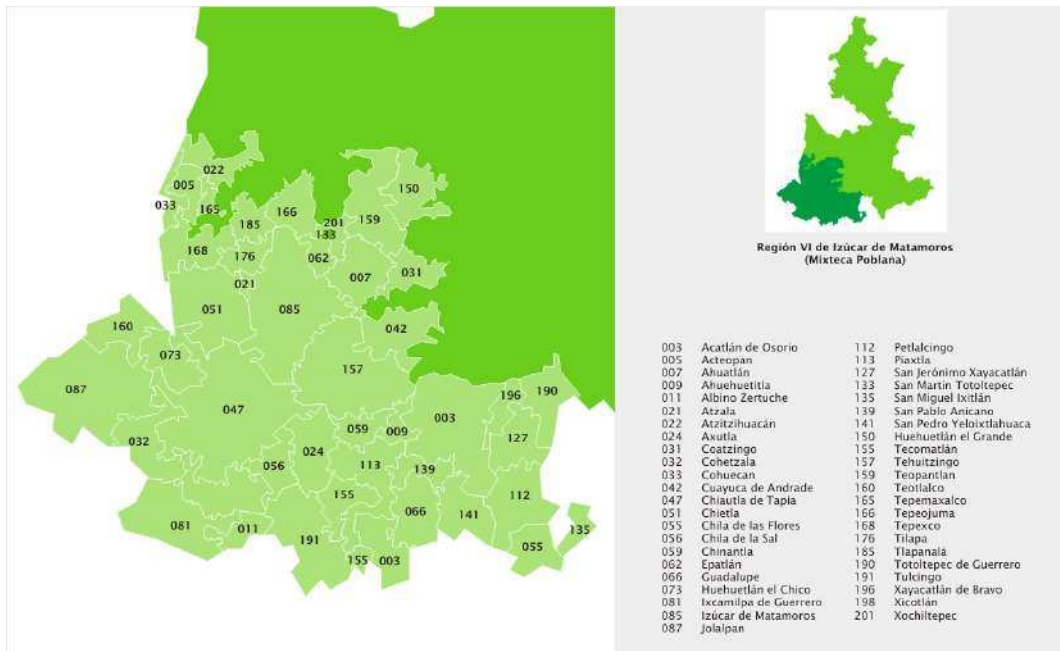 022
005
150
033
165
166
201
159
185
133
168
176
062
031
007
021
051
085
160
042
073
157
087
196
190
047
003
059
009
032
127
024
056
113
139
155
112
066
141
081
011
135
191
055
155
003
Región VI de Izúcar de Matamoros
(Mixteca Poblana)
003 Acatlán de Osorio
005 Acteopan
007 Ahuatlán
009 Ahuehuetitla
011 Albino Zertuche
021 Atzala
022 Atzitzihuacán
024 Axutla
031 Coatzingo
032 Cohetzala
033 Cohuecan
042 Cuayuca de Andrade
047 Chiautla de Tapia
051 Chietla
055 Chila de las Flores
056 Chila de la Sal
059 Chinantla
062 Epatlán
066 Guadalupe
073 Huehuetlán el Chico
081 Ixcamilpa de Guerrero
085 Izúcar de Matamoros
087 Jolalpan
112 Petlalcingo
113 Piaxtla
127 San Jerónimo Xayacatlán
133 San Martín Totoltepec
135 San Miguel Ixitlán
139 San Pablo Anicano
141 San Pedro Yeloixtlahuaca
150 Huehuetlán el Grande
155 Tecomatlán
157 Tehuitzingo
159 Teopantlan
160 Teotlalco
165 Tepemaxalco
166 Tepeojuma
168 Tepexco
176 Tilapa
185 Tlapanalá
190 Totoltepec de Guerrero
191 Tulcingo
196 Xayacatlán de Bravo
198 Xicotlán
201 Xochiltepec